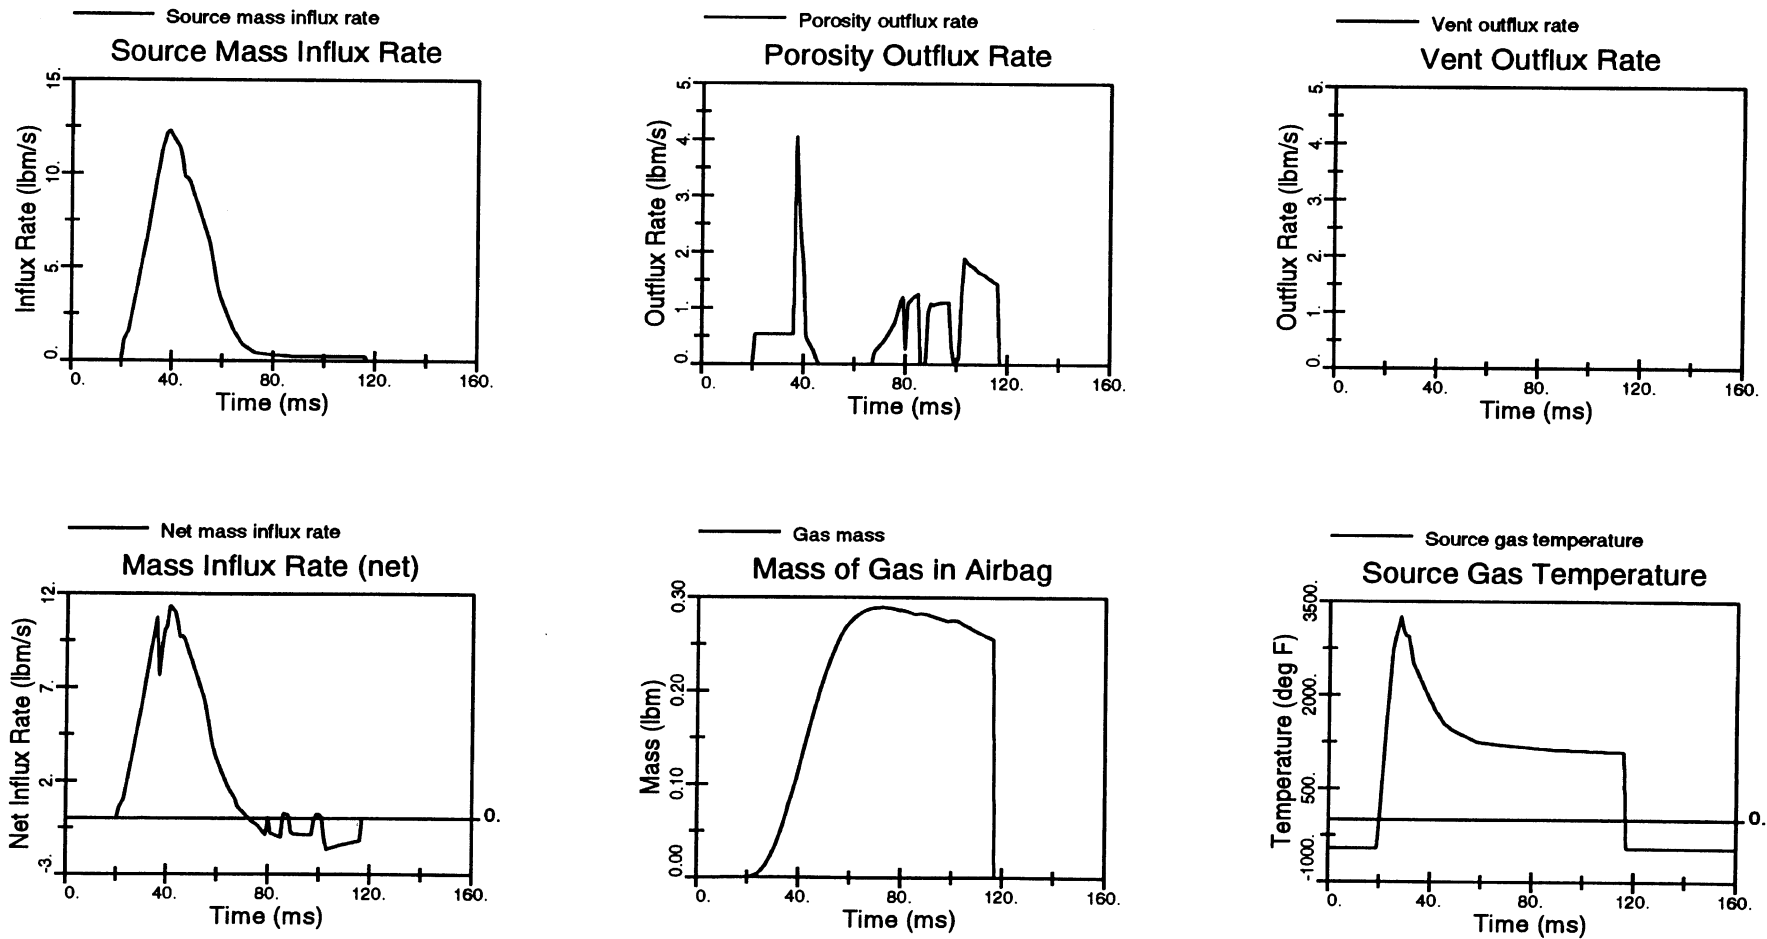 Source mass influx rate
Source Mass Influx Rate
15.
10.
5.
0.
Influx Rate (lbm/s)
0. 40. 80. 120. 160.
Time (ms)
Porosity outflux rate
Porosity Outflux Rate
5.
4.
3.
2.
1.
0.
Outflux Rate (lbm/s)
0. 40. 80. 120. 160.
Time (ms)
Vent outflux rate
Vent Outflux Rate
5.
4.
3.
2.
1.
0.
Outflux Rate (lbm/s)
0. 40. 80. 120. 160.
Time (ms)
Net mass influx rate
Mass Influx Rate (net)
12.
7.
2.
-3.
Net Influx Rate (lbm/s)
0.
0. 40. 80. 120. 160.
Time (ms)
Gas mass
Mass of Gas in Airbag
0.30
0.20
0.10
0.00
Mass (lbm)
0. 40. 80. 120. 160.
Time (ms)
Source gas temperature
Source Gas Temperature
3500.
2000.
500.
-1000.
Temperature (deg F)
0.
0. 40. 80. 120. 160.
Time (ms)